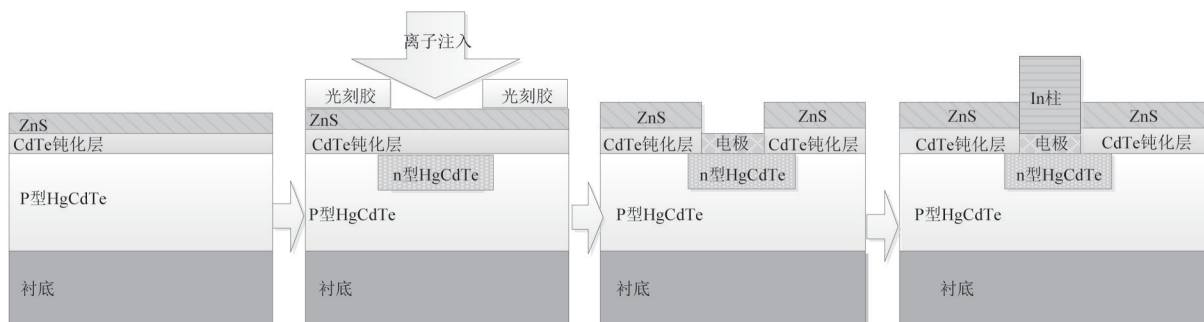 ZnS
CdTe钝化层
P型HgCdTe
衬底
离子注入
光刻胶
光刻胶
ZnS
CdTe钝化层
n型HgCdTe
P型HgCdTe
衬底
ZnS
ZnS
CdTe钝化层
电极
CdTe钝化层
n型HgCdTe
P型HgCdTe
衬底
In柱
ZnS
ZnS
CdTe钝化层
电极
CdTe钝化层
n型HgCdTe
P型HgCdTe
衬底